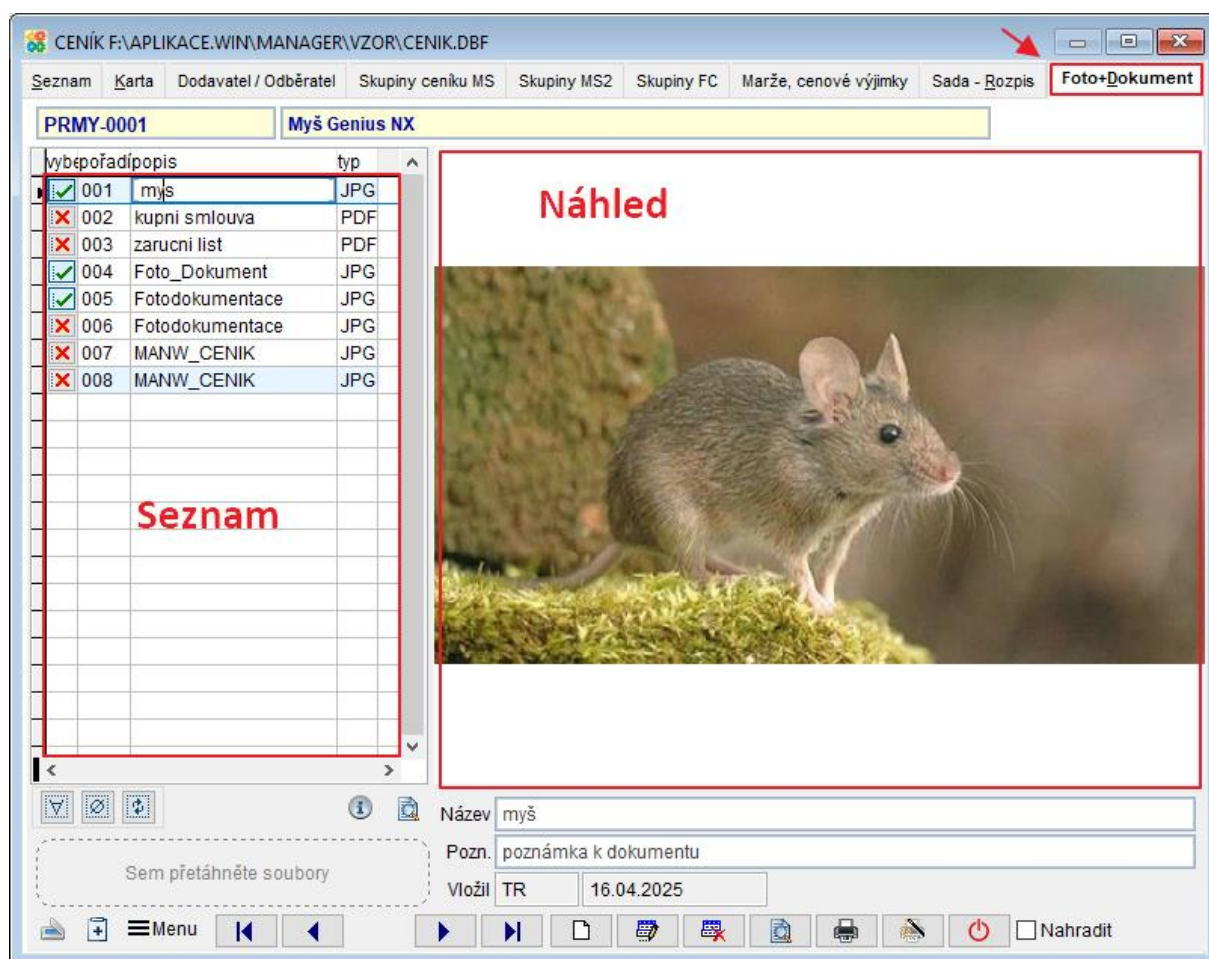 CENÍK F:\APLIKACE.WIN\MANAGER\VZOR\CENIK.DBF
Seznam Karta Dodavatel / Odběratel Skupiny ceníku MS Skupiny MS2 Skupiny FC Marže, cenové výjimky Sada - Rozpis Foto+Dokument
PRMY-0001 Myš Genius NX
vybe pořadí popis typ
001 mys JPG
002 kupni smlouva PDF
003 zarucni list PDF
004 Foto_Dokument JPG
005 Fotodokumentace JPG
006 Fotodokumentace JPG
007 MANW_CENIK JPG
008 MANW_CENIK JPG
Seznam
Náhled
Název myš
Pozn. poznámka k dokumentu
Vložil TR 16.04.2025
Sem přetáhněte soubory
Menu Nahradit